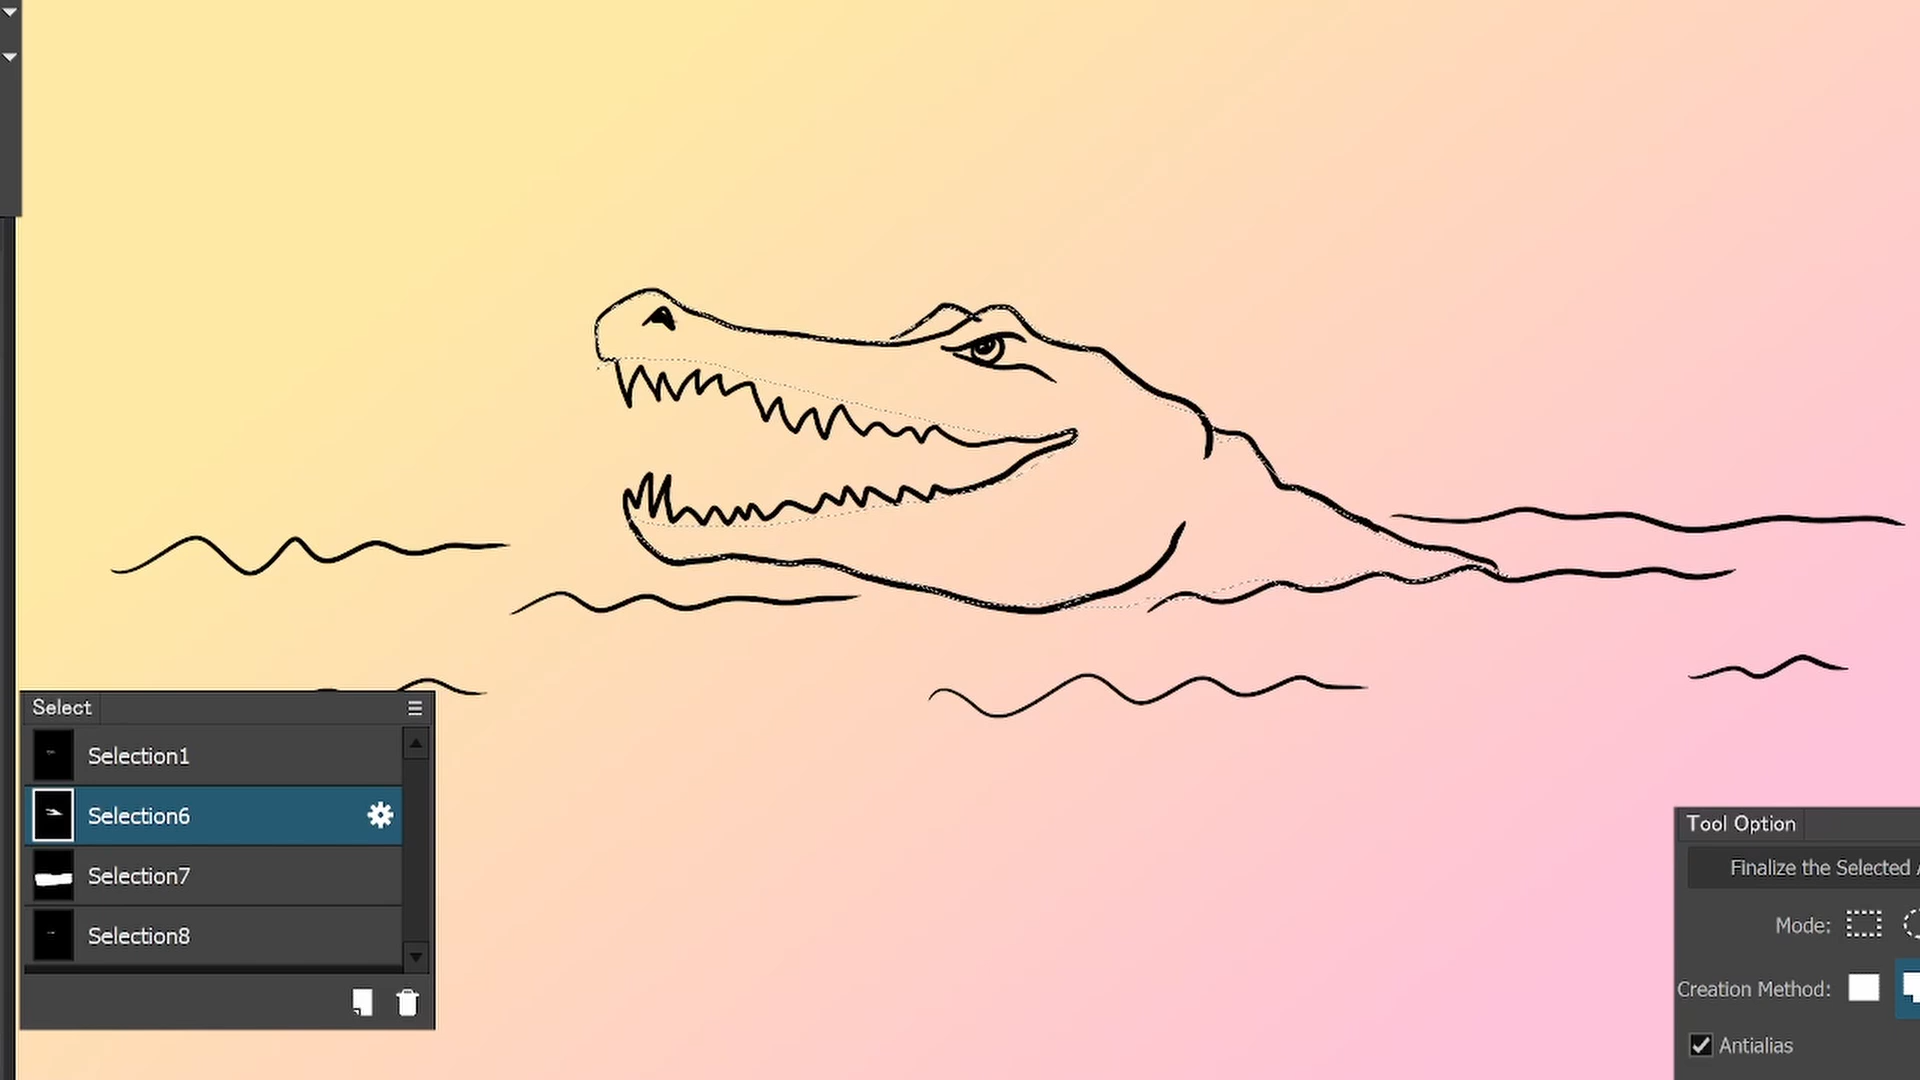 Select
Selection1
Selection6
Selection7
Selection8
Tool Option
Finalize the Selected
Mode:
Creation Method:
Antialias